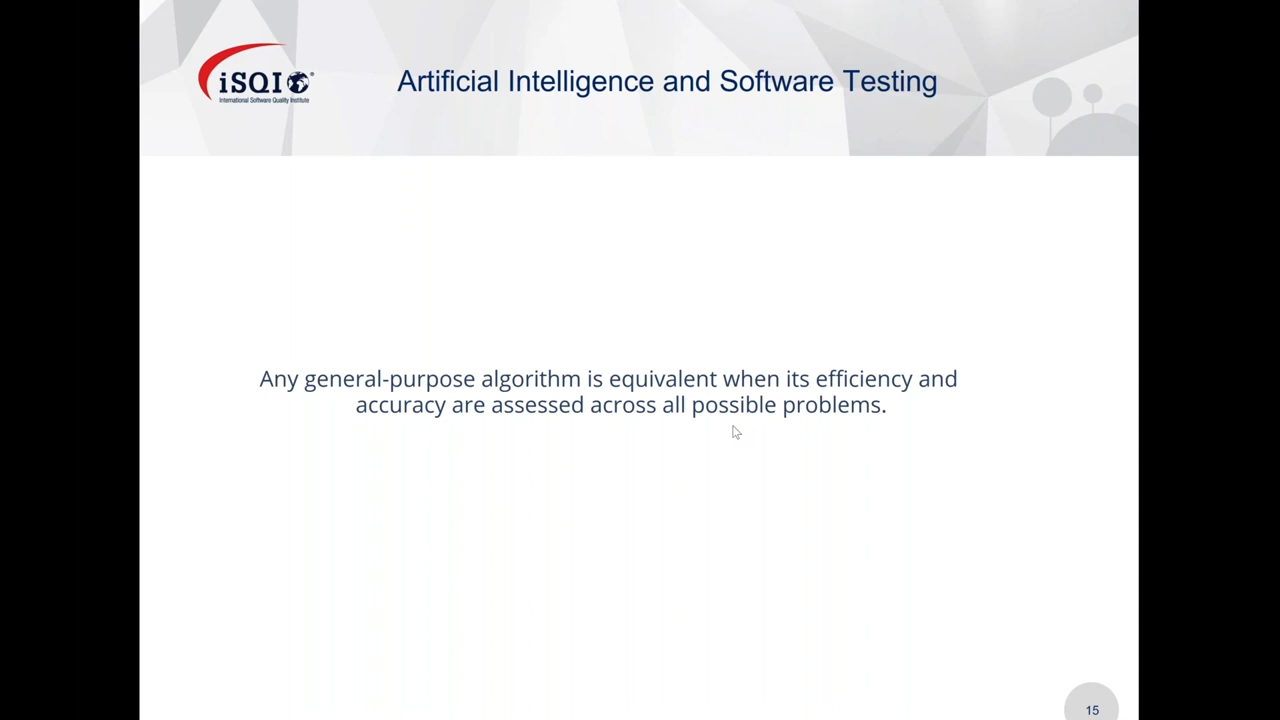 iSQI
International Software Quality Institute
Artificial Intelligence and Software Testing
Any general-purpose algorithm is equivalent when its efficiency and
accuracy are assessed across all possible problems.
15